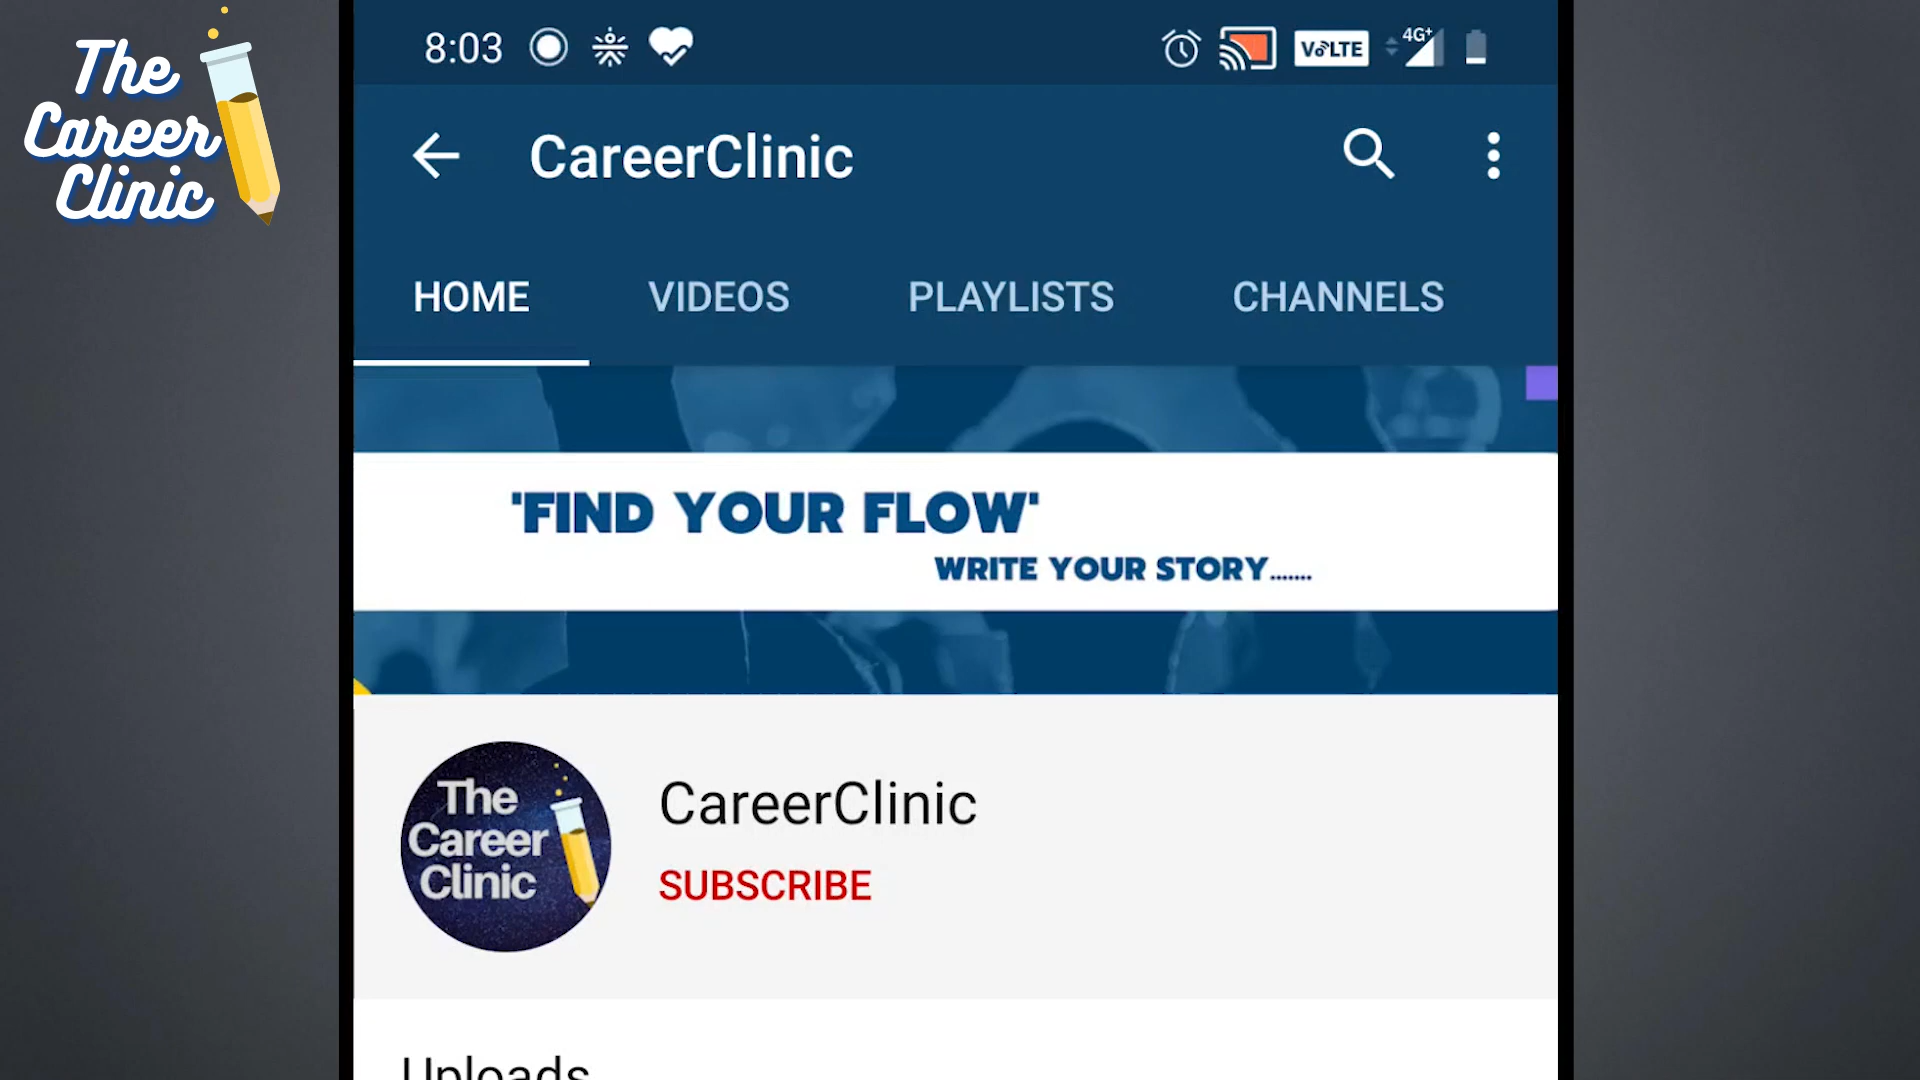 The
Career
Clinic
8:03
VoLTE
4G+
CareerClinic
HOME
VIDEOS
PLAYLISTS
CHANNELS
'FIND YOUR FLOW'
WRITE YOUR STORY.......
The
Career
Clinic
CareerClinic
SUBSCRIBE
Uploads